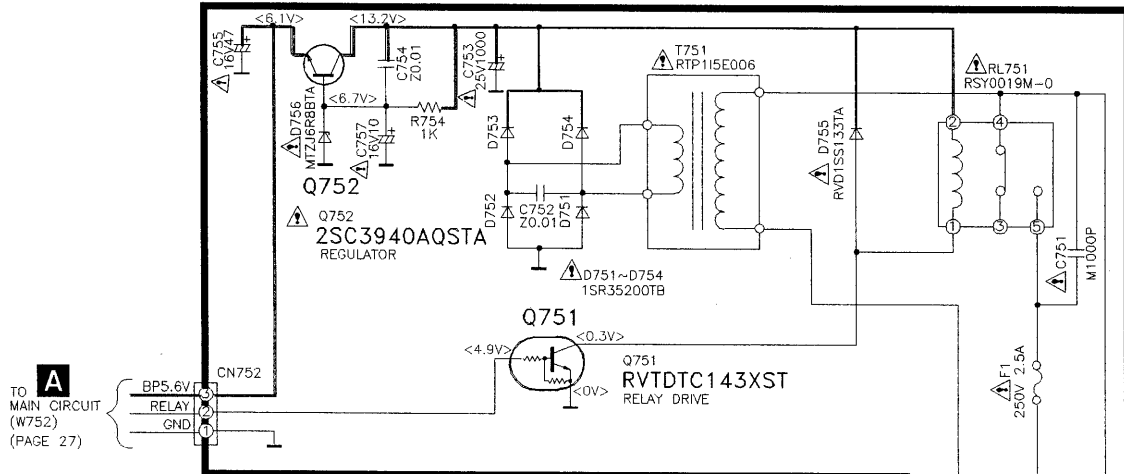 <6.1V>
<13.2V>
C755
16V47
C754
Z0.01
C753
25V1000
T751
RTP1I5E006
RL751
RSY0019M-0
<6.7V>
R754
1K
D756
MTZJ6R8BTA
C757
16V10
D753
D754
D755
RVD1SS133TA
2
4
Q752
D752
C752
Z0.01
D751
1
3
5
Q752
2SC3940AQSTA
REGULATOR
C751
M1000P
D751~D754
1SR35200TB
Q751
<4.9V>
<0.3V>
Q751
RVTDTC143XST
RELAY DRIVE
<0V>
F1
250V 2.5A
CN752
TO A
MAIN CIRCUIT
(W752)
(PAGE 27)
BP5.6V
3
RELAY
2
GND
1